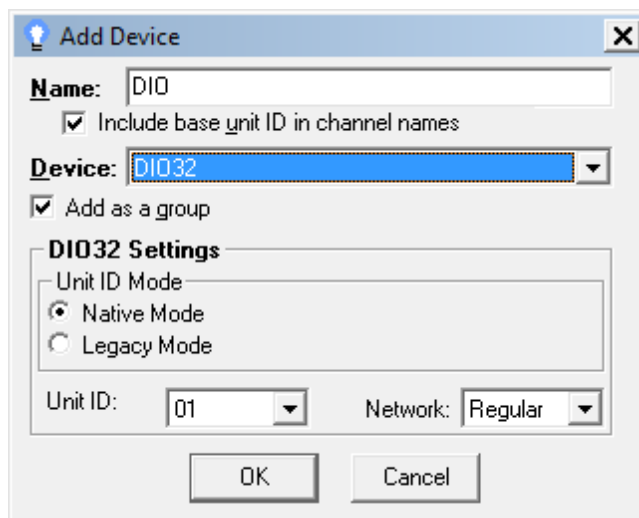 Add Device
Name: DIO
Include base unit ID in channel names
Device: DIO32
Add as a group
DIO32 Settings
Unit ID Mode
Native Mode
Legacy Mode
Unit ID: 01 Network: Regular
OK Cancel